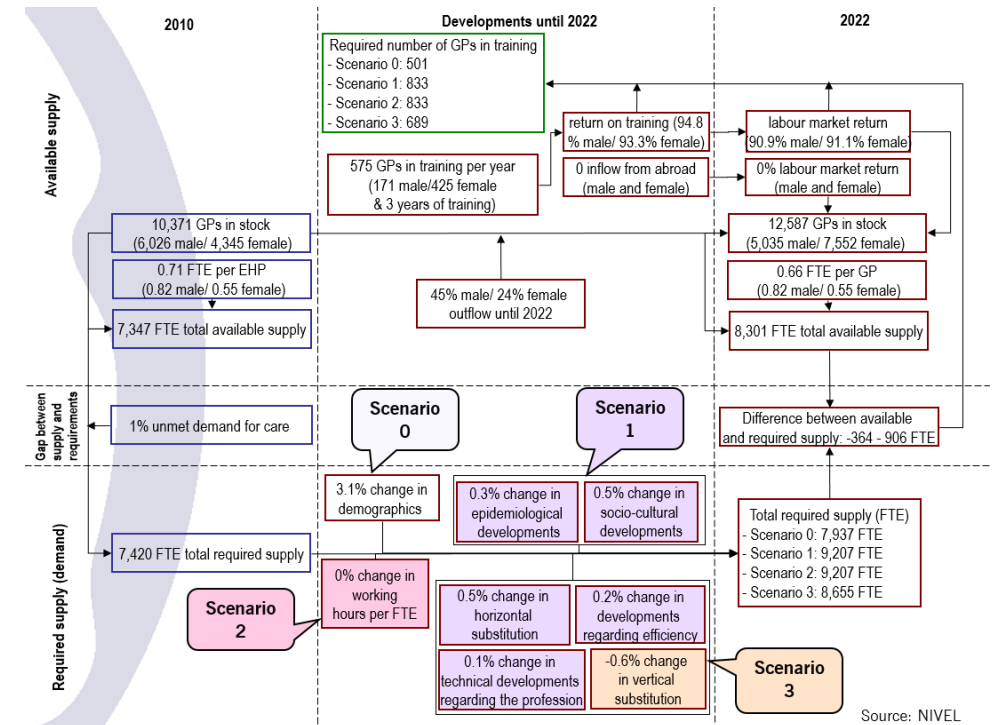 2010
Developments until 2022
2022
Available supply
Required number of GPs in training
- Scenario 0: 501
- Scenario 1: 833
- Scenario 2: 833
- Scenario 3: 689
return on training (94.8
% male/ 93.3% female)
labour market return
(90.9% male/ 91.1% female)
575 GPs in training per year
(171 male/425 female
& 3 years of training)
0 inflow from abroad
(male and female)
0% labour market return
(male and female)
10,371 GPs in stock
(6,026 male/ 4,345 female)
12,587 GPs in stock
(5,035 male/ 7,552 female)
0.71 FTE per EHP
(0.82 male/ 0.55 female)
0.66 FTE per GP
(0.82 male/ 0.55 female)
45% male/ 24% female
outflow until 2022
7,347 FTE total available supply
8,301 FTE total available supply
Gap between
supply and
requirements
1% unmet demand for care
Scenario
0
Scenario
1
Difference between available
and required supply: -364 - 906 FTE
Required supply (demand)
3.1% change in
demographics
0.3% change in
epidemiological
developments
0.5% change in
socio-cultural
developments
Total required supply (FTE)
- Scenario 0: 7,937 FTE
- Scenario 1: 9,207 FTE
- Scenario 2: 9,207 FTE
- Scenario 3: 8,655 FTE
7,420 FTE total required supply
0% change in
working
hours per FTE
Scenario
2
0.5% change in
horizontal
substitution
0.2% change in
developments
regarding efficiency
0.1% change in
technical developments
regarding the profession
-0.6% change
in vertical
substitution
Scenario
3
Source: NIVEL